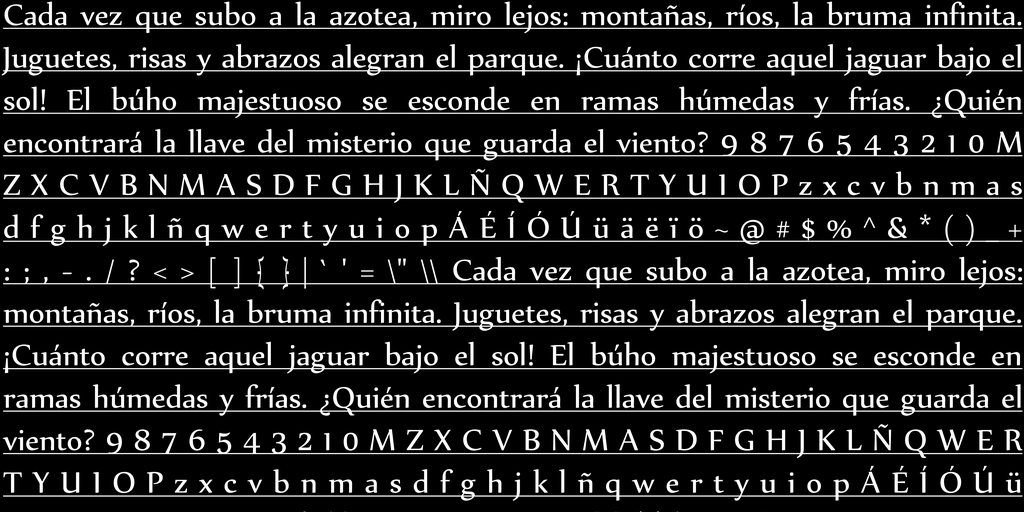 Cada vez que subo a la azotea, miro lejos: montañas, ríos, la bruma infinita.
Juguetes, risas y abrazos alegran el parque. ¡Cuánto corre aquel jaguar bajo el
sol! El búho majestuoso se esconde en ramas húmedas y frías. ¿Quién
encontrará la llave del misterio que guarda el viento? 9 8 7 6 5 4 3 2 1 0 M
Z X C V B N M A S D F G H J K L Ñ Q W E R T Y U I O P z x c v b n m a s
d f g h j k l ñ q w e r t y u i o p Á É Í Ó Ú ü ä ë ï ö ~ @ # $ % ^ & * ( ) _ +
: ; , - . / ? < > [ ] { } | ` ' = \" \\ Cada vez que subo a la azotea, miro lejos:
montañas, ríos, la bruma infinita. Juguetes, risas y abrazos alegran el parque.
¡Cuánto corre aquel jaguar bajo el sol! El búho majestuoso se esconde en
ramas húmedas y frías. ¿Quién encontrará la llave del misterio que guarda el
viento? 9 8 7 6 5 4 3 2 1 0 M Z X C V B N M A S D F G H J K L Ñ Q W E R
T Y U I O P z x c v b n m a s d f g h j k l ñ q w e r t y u i o p Á É Í Ó Ú ü